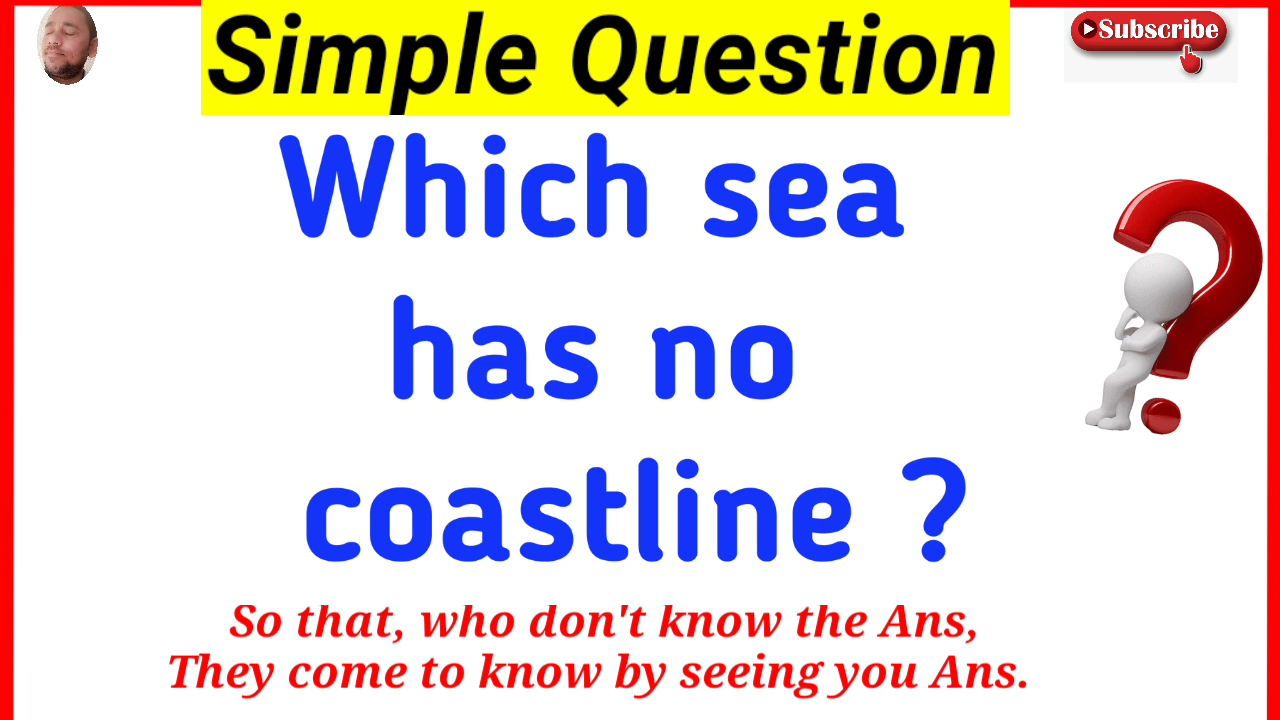 Simple Question
Subscribe
Which sea
has no
coastline ?
So that, who don't know the Ans,
They come to know by seeing you Ans.